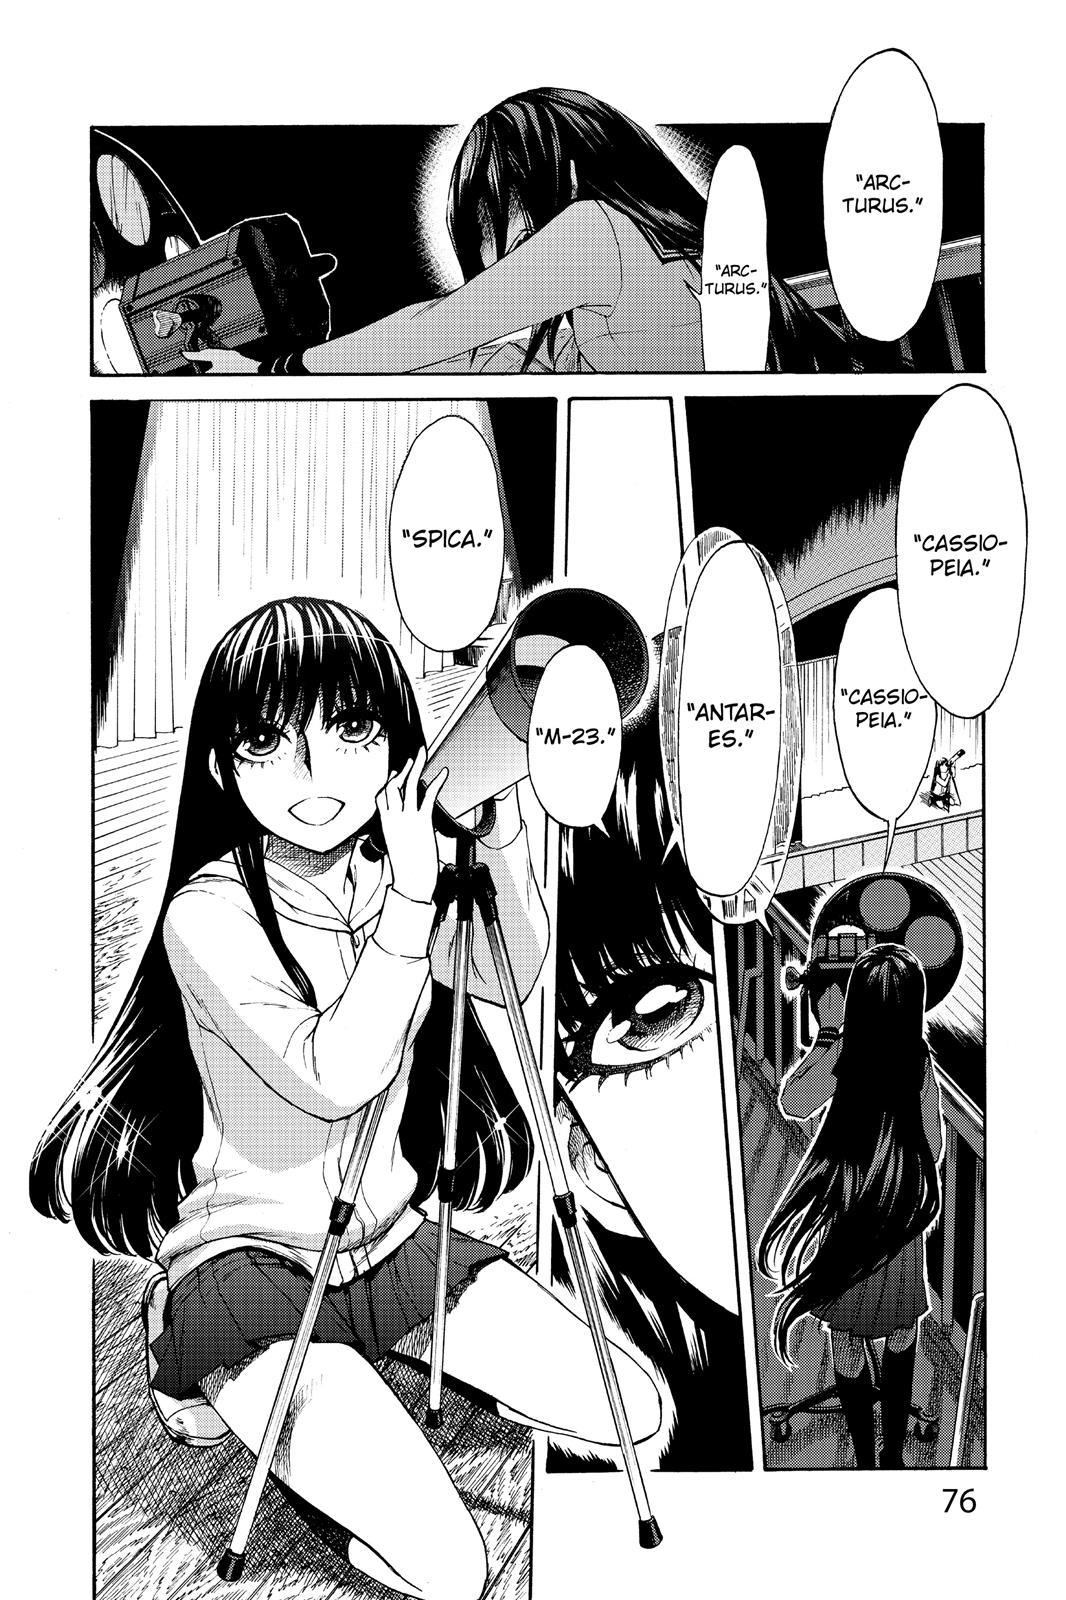 "ARC-
TURUS."
"ARC-
TURUS."
"CASSIO-
PEIA."
"CASSIO-
PEIA."
"ANTAR-
ES."
"M-23."
"SPICA."
76